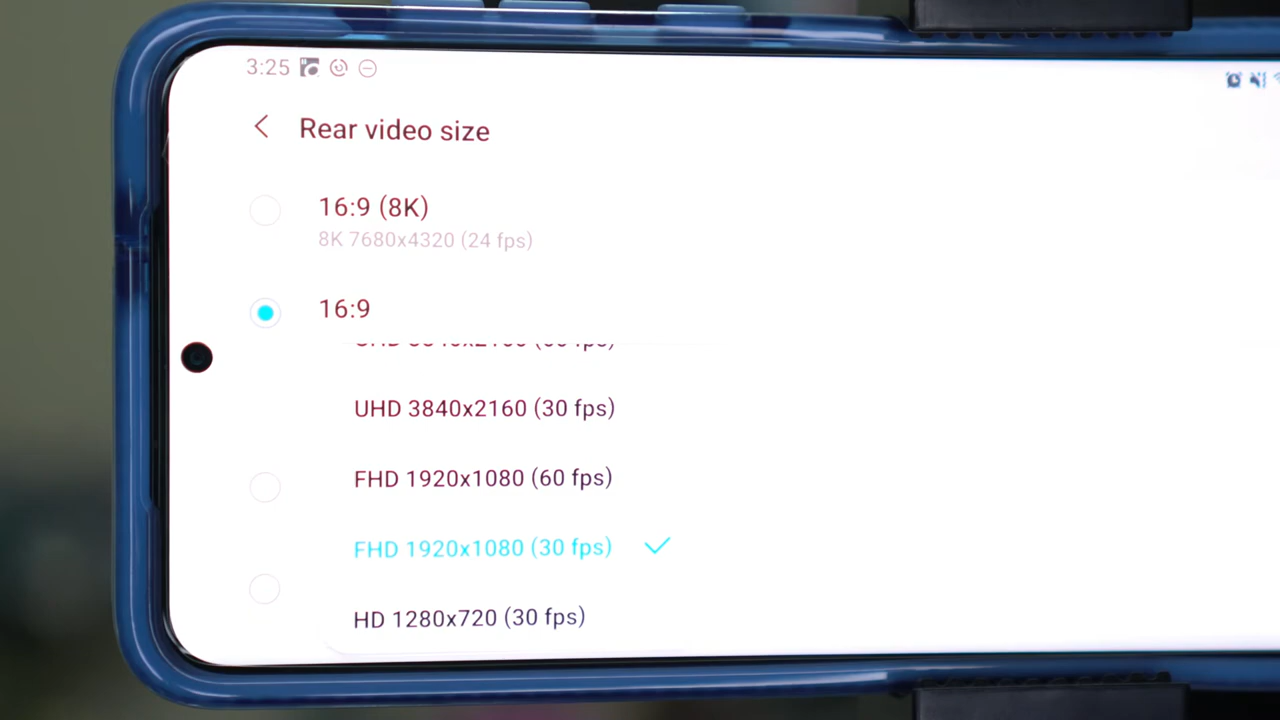 3:25
Rear video size
16:9 (8K)
8K 7680x4320 (24 fps)
16:9
UHD 3840x2160 (30 fps)
FHD 1920x1080 (60 fps)
FHD 1920x1080 (30 fps)
HD 1280x720 (30 fps)